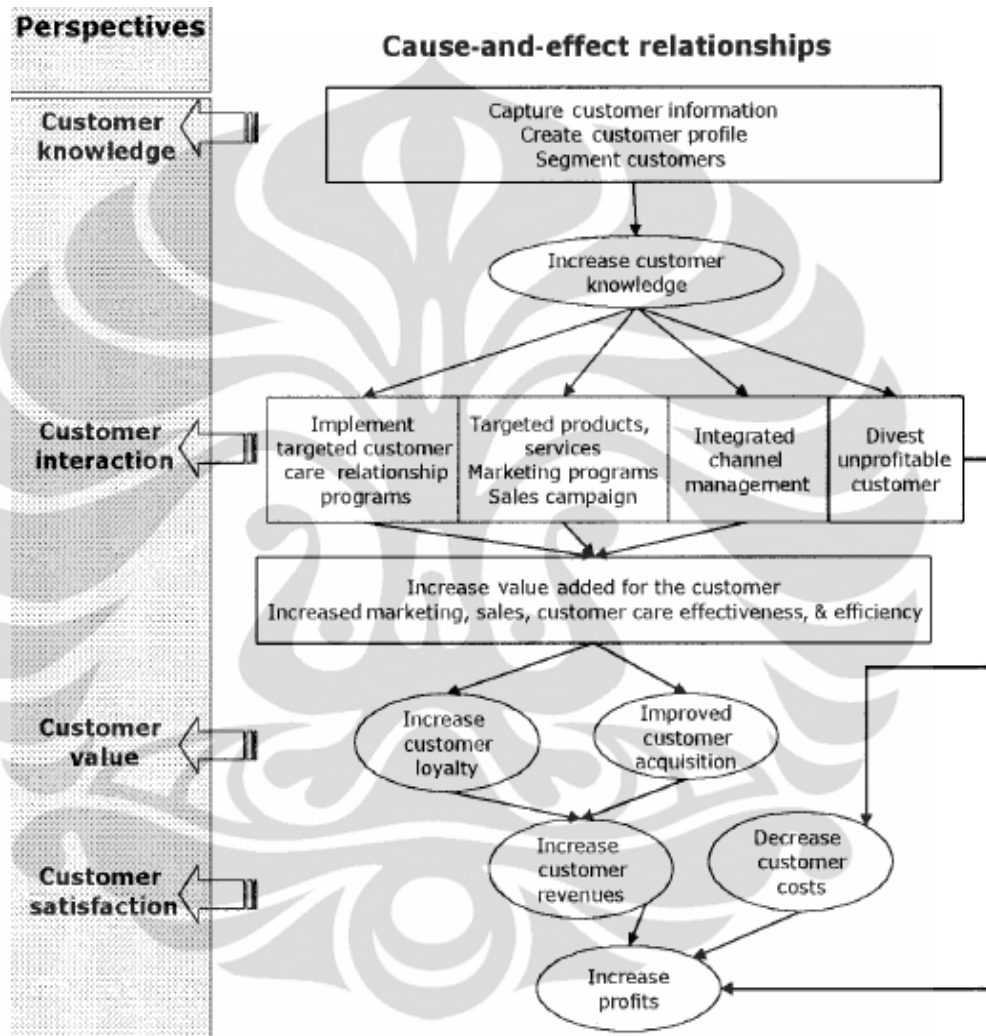 Perspectives
Cause-and-effect relationships
Customer
knowledge
Capture customer information
Create customer profile
Segment customers
Increase customer
knowledge
Customer
interaction
Implement
targeted customer
care relationship
programs
Targeted products,
services
Marketing programs
Sales campaign
Integrated
channel
management
Divest
unprofitable
customer
Increase value added for the customer
Increased marketing, sales, customer care effectiveness, & efficiency
Customer
value
Increase
customer
loyalty
Improved
customer
acquisition
Customer
satisfaction
Increase
customer
revenues
Decrease
customer
costs
Increase
profits